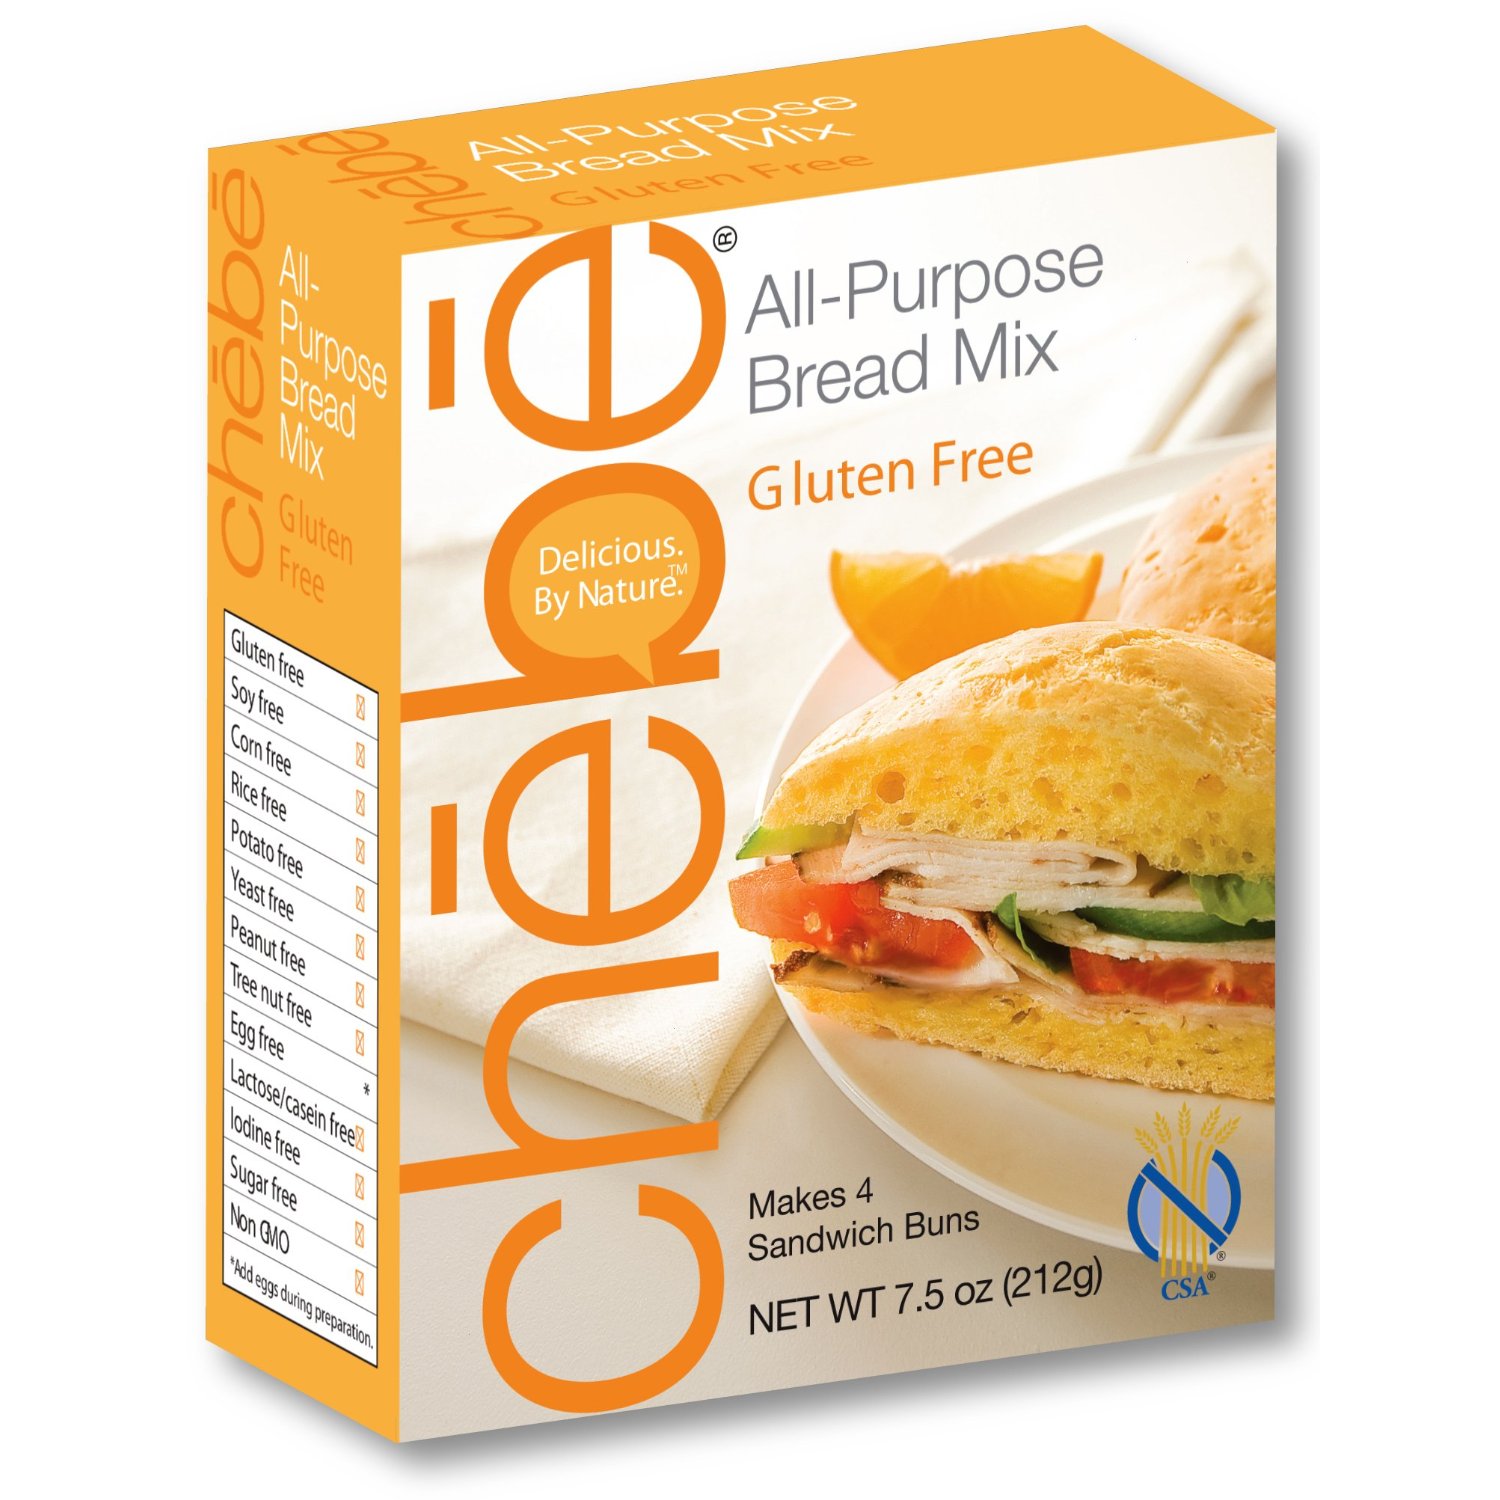 chēbē
All-Purpose
Bread Mix
Gluten Free
chēbē
All-
Purpose
Bread
Mix
Gluten
Free
Gluten free
Soy free
Corn free
Rice free
Potato free
Yeast free
Peanut free
Tree nut free
Egg free *
Lactose/casein free
Iodine free
Sugar free
Non GMO
*Add eggs during preparation.
chēbē®
All-Purpose
Bread Mix
Gluten Free
Delicious.
By Nature.™
Makes 4
Sandwich Buns
NET WT 7.5 oz (212g)
®
CSA®